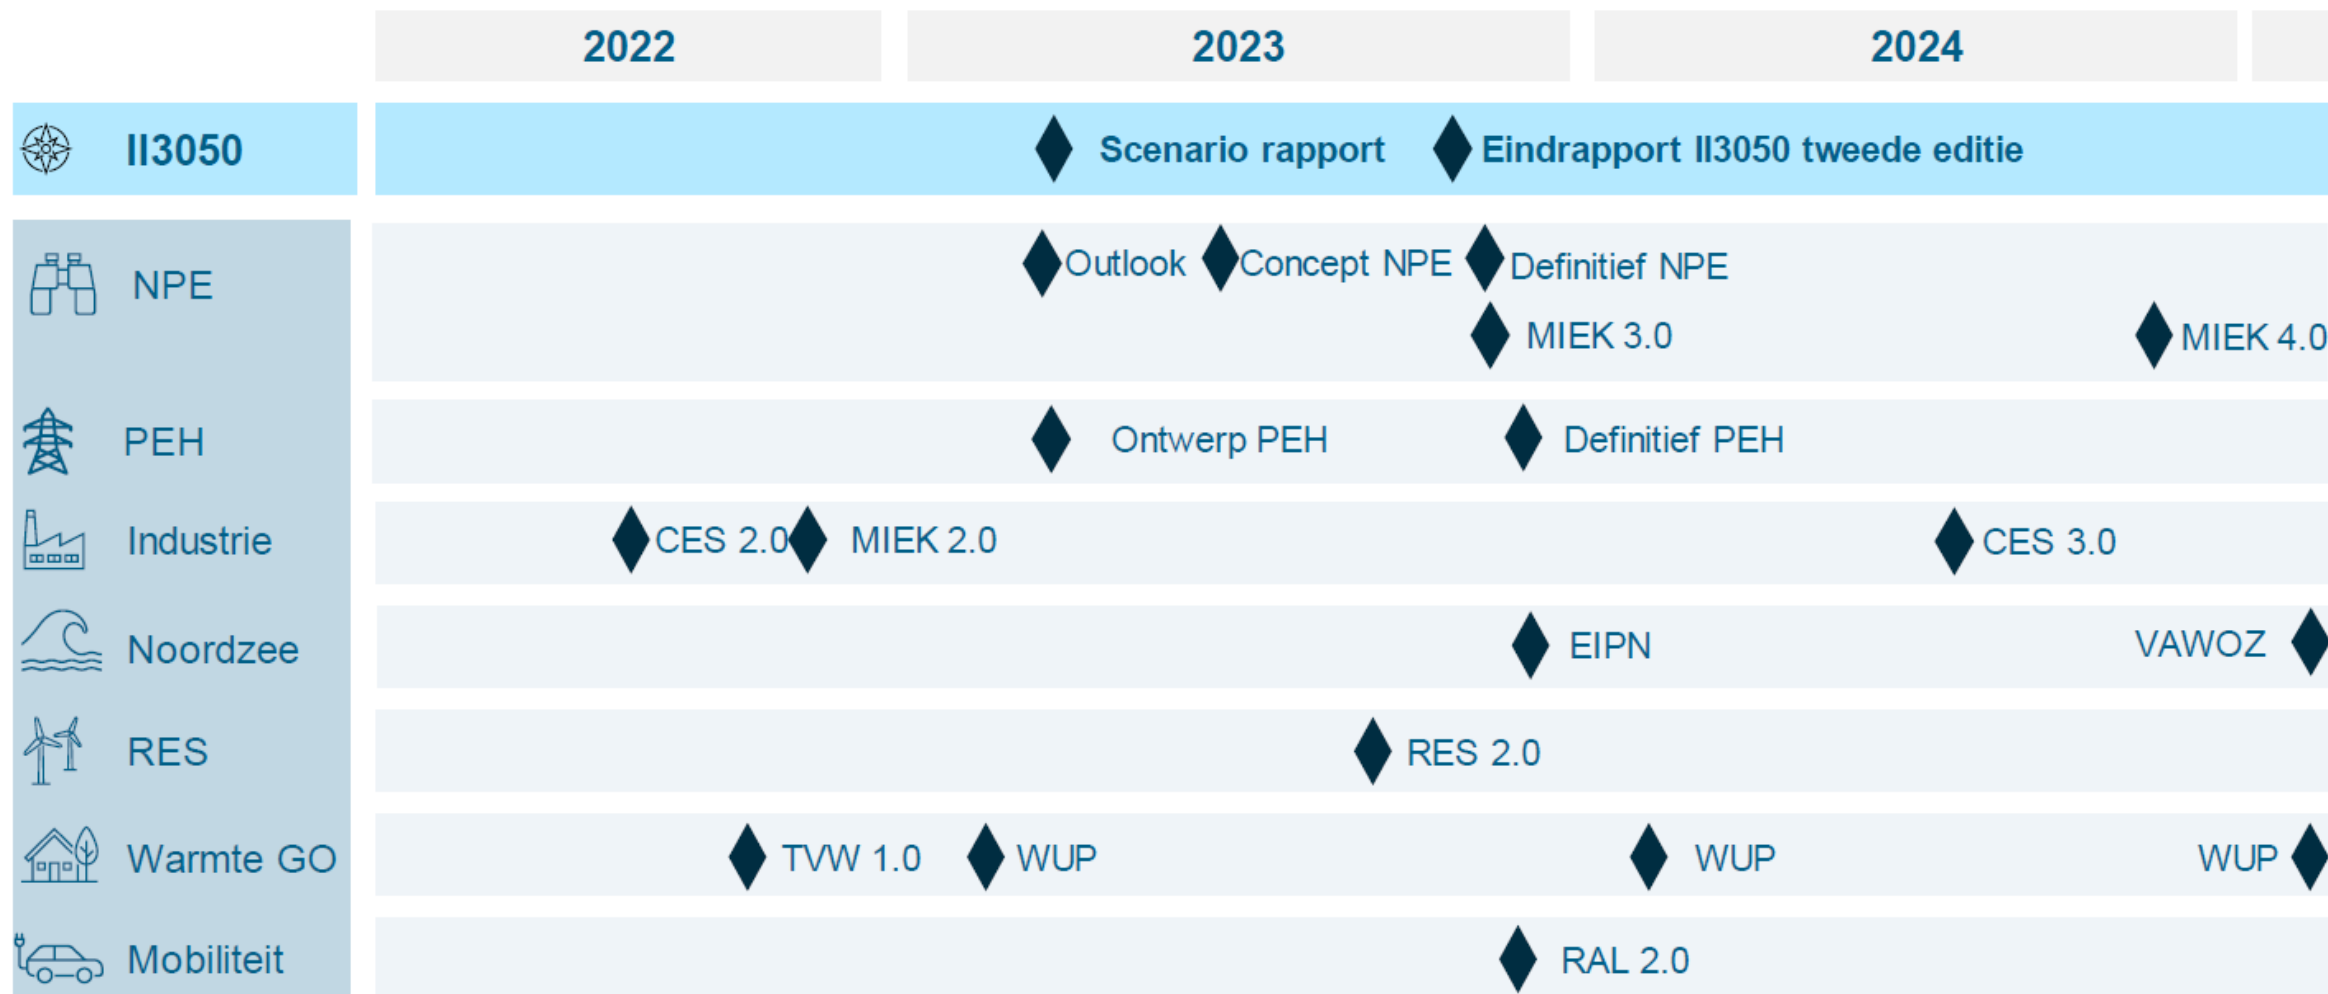 2022 2023 2024
II3050 Scenario rapport Eindrapport II3050 tweede editie
NPE Outlook Concept NPE Definitief NPE
MIEK 3.0 MIEK 4.0
PEH Ontwerp PEH Definitief PEH
Industrie CES 2.0 MIEK 2.0 CES 3.0
Noordzee EIPN VAWOZ
RES RES 2.0
Warmte GO TVW 1.0 WUP WUP WUP
Mobiliteit RAL 2.0